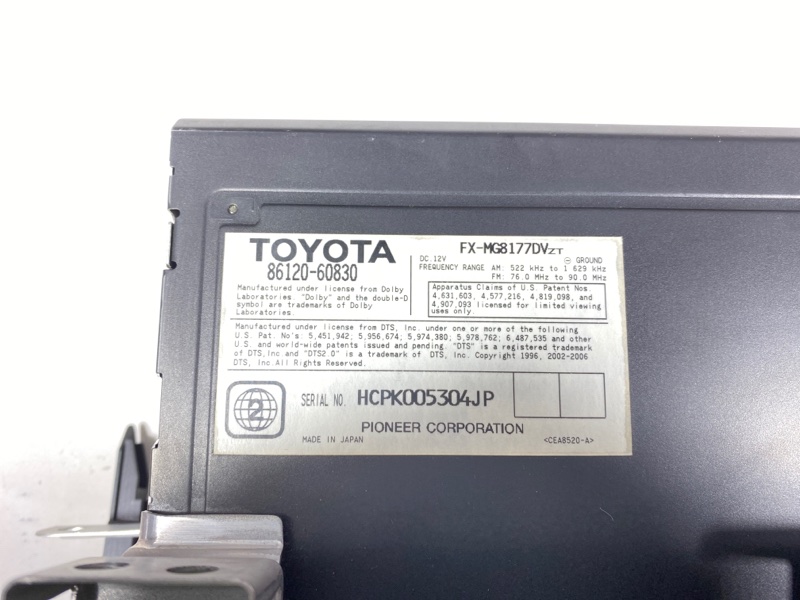 TOYOTA
86120-60830
FX-MG8177DVZT
DC.12V ⊖ GROUND
FREQUENCY RANGE AM: 522 kHz to 1 629 kHz
FM: 76.0 MHz to 90.0 MHz
Manufactured under license from Dolby
Laboratories. "Dolby" and the double-D
symbol are trademarks of Dolby
Laboratories.
Apparatus Claims of U.S. Patent Nos.
4,631,603, 4,577,216, 4,819,098, and
4,907,093 licensed for limited viewing
uses only.
Manufactured under license from DTS, Inc. under one or more of the following
U.S. Pat. No's: 5,451,942; 5,956,674; 5,974,380; 5,978,762; 6,487,535 and other
U.S. and world-wide patents issued and pending. "DTS" is a registered trademark
of DTS,Inc and "DTS2.0" is a trademark of DTS, Inc.Copyright 1996, 2002-2006
DTS, Inc.All Rights Reserved.
2
SERIAL NO. HCPK005304JP
PIONEER CORPORATION
MADE IN JAPAN
<CEA8520-A>